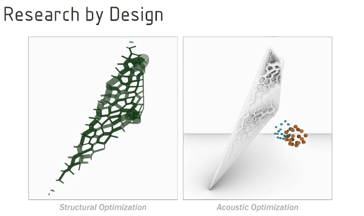 Research by Design
Structural Optimization
Acoustic Optimization